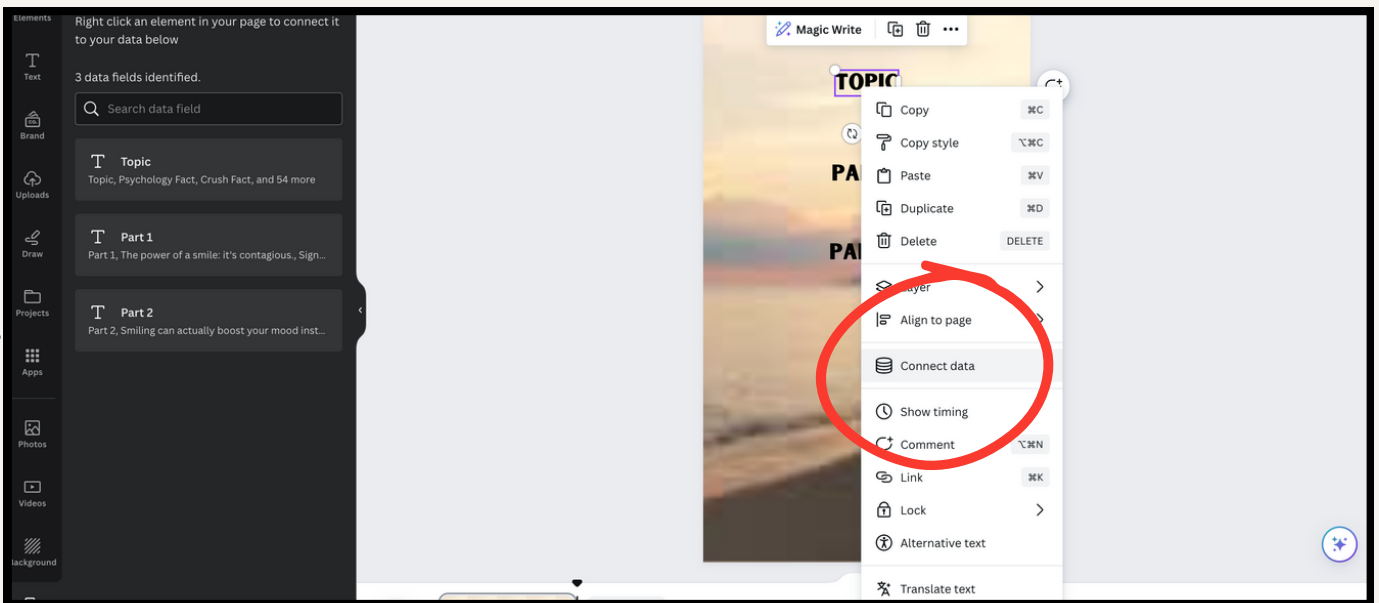 Elements
Text
Brand
Uploads
Draw
Projects
Apps
Photos
Videos
ackground
Right click an element in your page to connect it
to your data below
3 data fields identified.
Search data field
Topic
Topic, Psychology Fact, Crush Fact, and 54 more
Part 1
Part 1, The power of a smile: it's contagious., Sign...
Part 2
Part 2, Smiling can actually boost your mood inst...
Magic Write
TOPIC
PA
PA
Copy ⌘C
Copy style ⌥⌘C
Paste ⌘V
Duplicate ⌘D
Delete DELETE
Layer
Align to page
Connect data
Show timing
Comment ⌥⌘N
Link ⌘K
Lock
Alternative text
Translate text